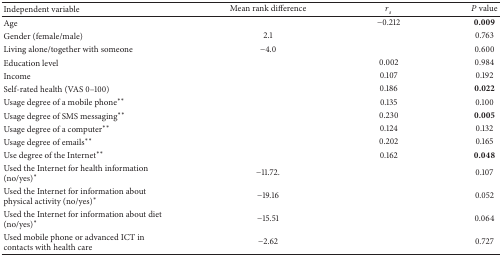 Independent variable Mean rank difference rs P value
Age −0.212 0.009
Gender (female/male) 2.1 0.763
Living alone/together with someone −4.0 0.600
Education level 0.002 0.984
Income 0.107 0.192
Self-rated health (VAS 0–100) 0.186 0.022
Usage degree of a mobile phone** 0.135 0.100
Usage degree of SMS messaging** 0.230 0.005
Usage degree of a computer** 0.124 0.132
Usage degree of emails** 0.202 0.165
Use degree of the Internet** 0.162 0.048
Used the Internet for health information
(no/yes)* −11.72. 0.107
Used the Internet for information about
physical activity (no/yes)* −19.16 0.052
Used the Internet for information about diet
(no/yes)* −15.51 0.064
Used mobile phone or advanced ICT in
contacts with health care −2.62 0.727